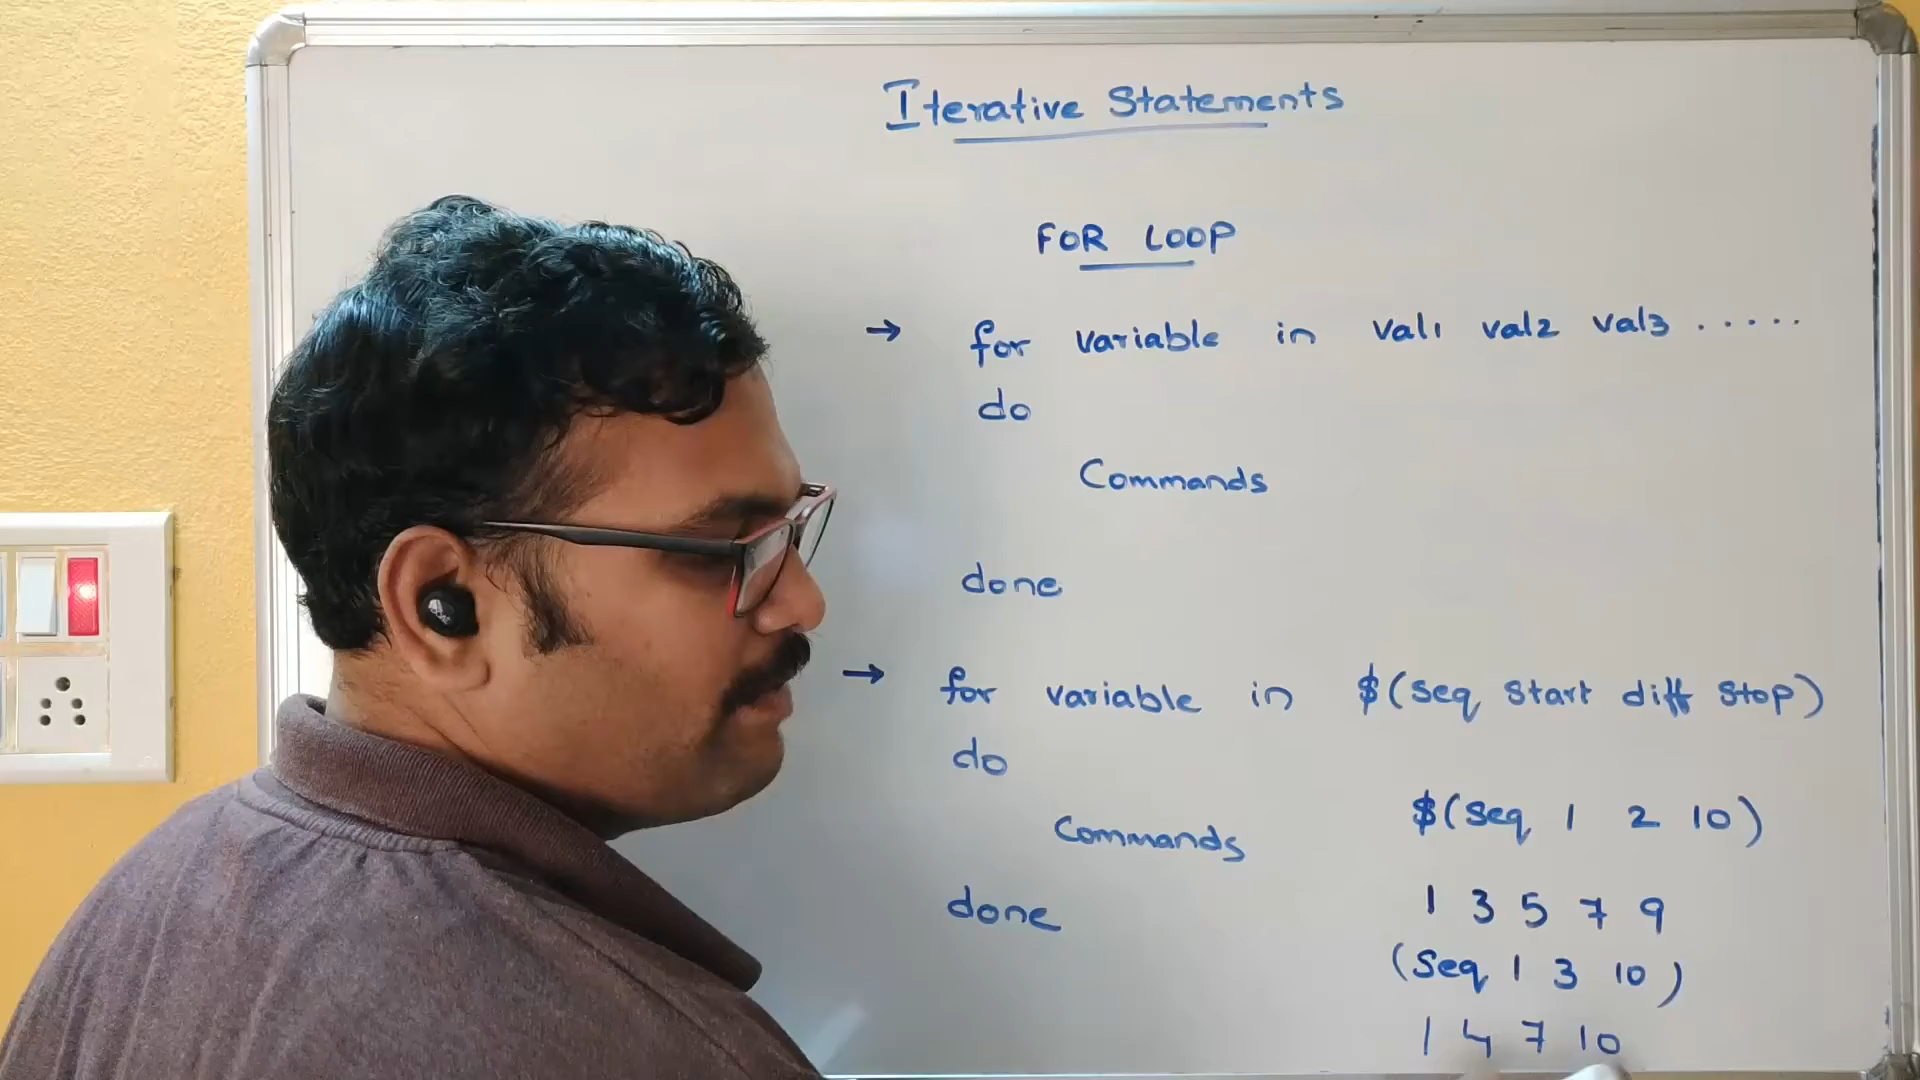 Iterative Statements
FOR LOOP
→ for variable in val1 val2 val3 .....
do
Commands
done
→ for variable in $(seq start diff stop)
do
Commands
done
$(seq 1 2 10)
1 3 5 7 9
(seq 1 3 10)
1 4 7 10